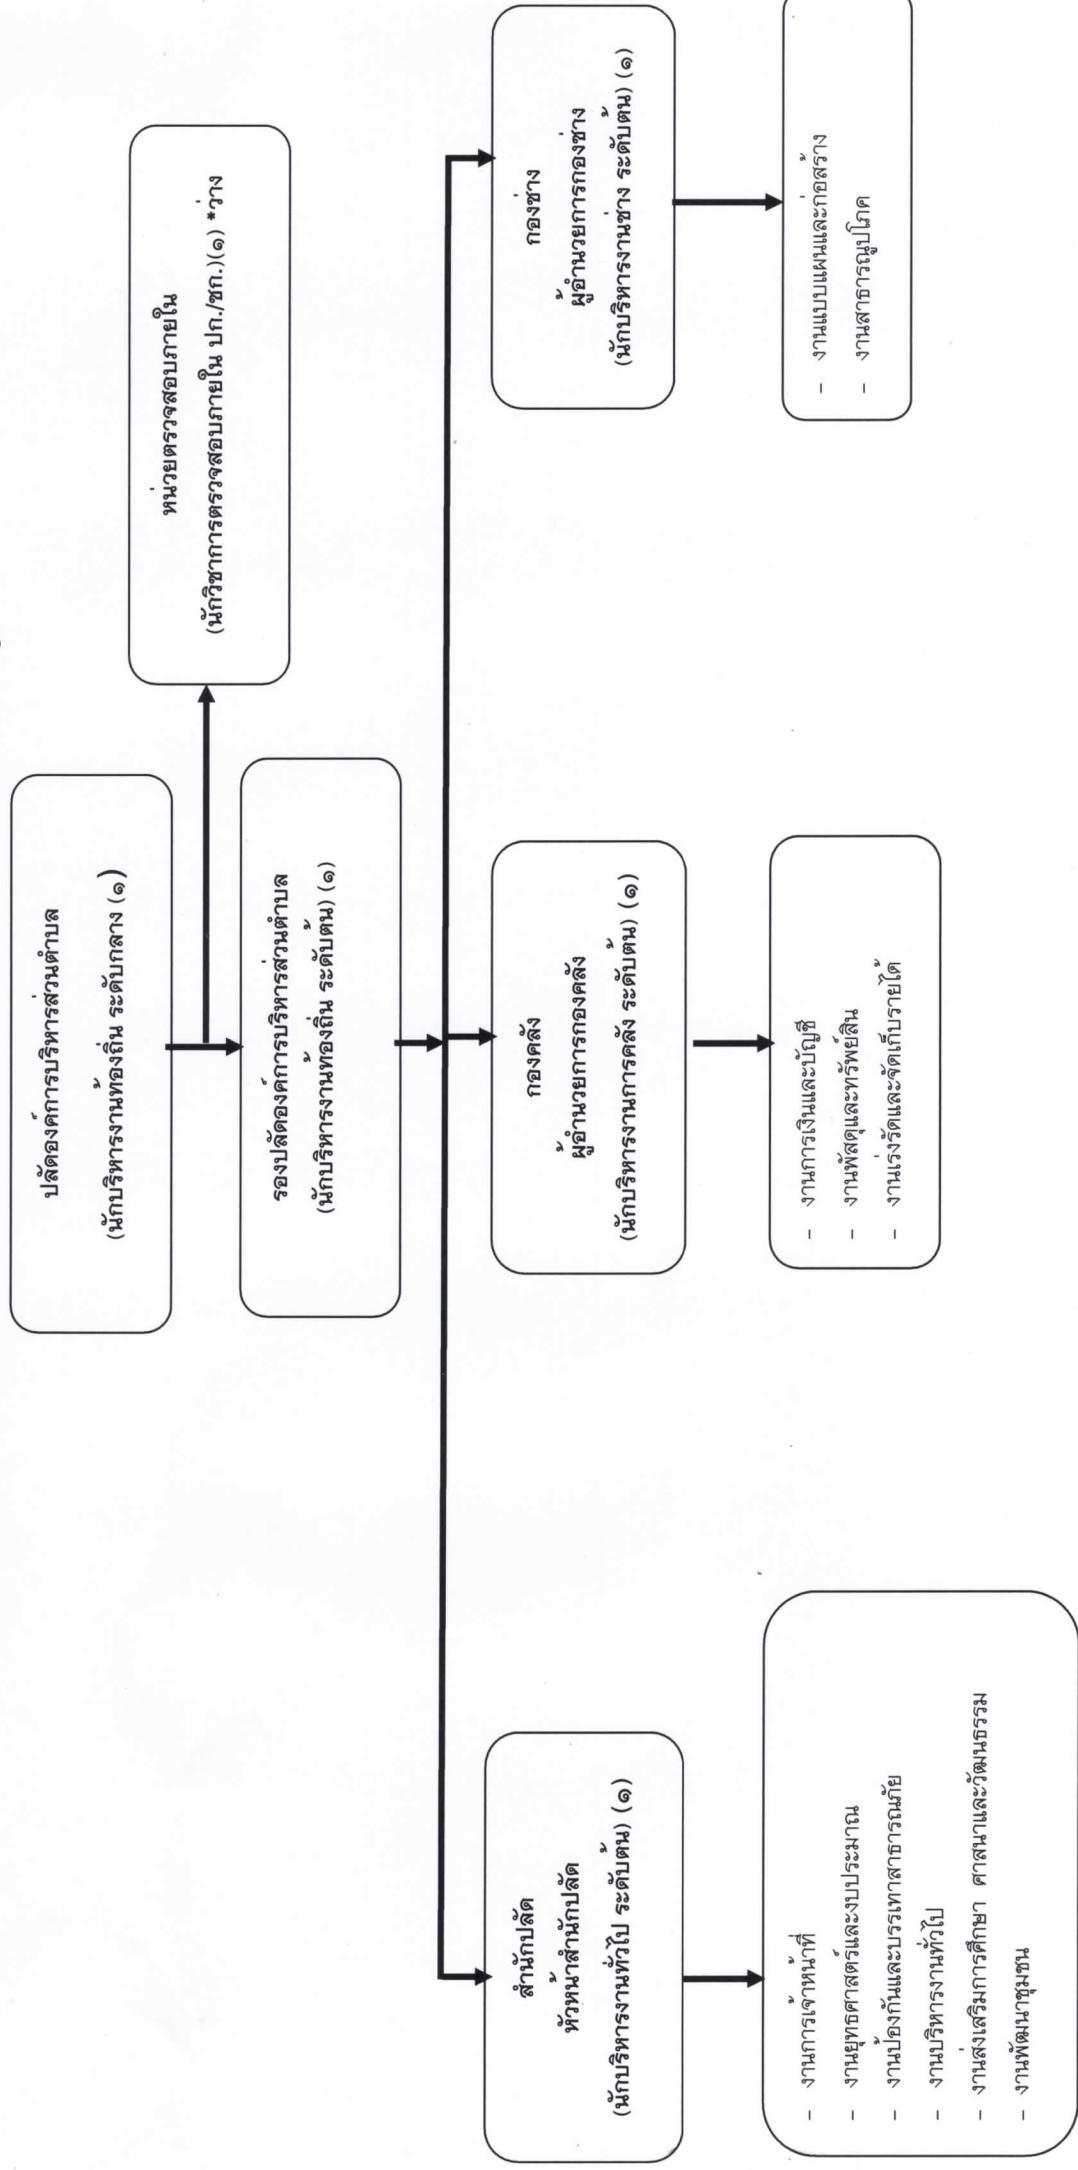 ปลัดองค์การบริหารส่วนตำบล
(นักบริหารงานท้องถิ่น ระดับกลาง (๑)
หน่วยตรวจสอบภายใน
(นักวิชาการตรวจสอบภายใน ปก./ชก.)(๑) *ว่าง
รองปลัดองค์การบริหารส่วนตำบล
(นักบริหารงานท้องถิ่น ระดับต้น) (๑)
สำนักปลัด
หัวหน้าสำนักปลัด
(นักบริหารงานทั่วไป ระดับต้น) (๑)
กองคลัง
ผู้อำนวยการกองคลัง
(นักบริหารงานการคลัง ระดับต้น) (๑)
กองช่าง
ผู้อำนวยการกองช่าง
(นักบริหารงานช่าง ระดับต้น) (๑)
- งานการเจ้าหน้าที่
- งานยุทธศาสตร์และงบประมาณ
- งานป้องกันและบรรเทาสาธารณภัย
- งานบริหารงานทั่วไป
- งานส่งเสริมการศึกษา ศาสนาและวัฒนธรรม
- งานพัฒนาชุมชน
- งานการเงินและบัญชี
- งานพัสดุและทรัพย์สิน
- งานเร่งรัดและจัดเก็บรายได้
- งานแบบแผนและก่อสร้าง
- งานสาธารณูปโภค